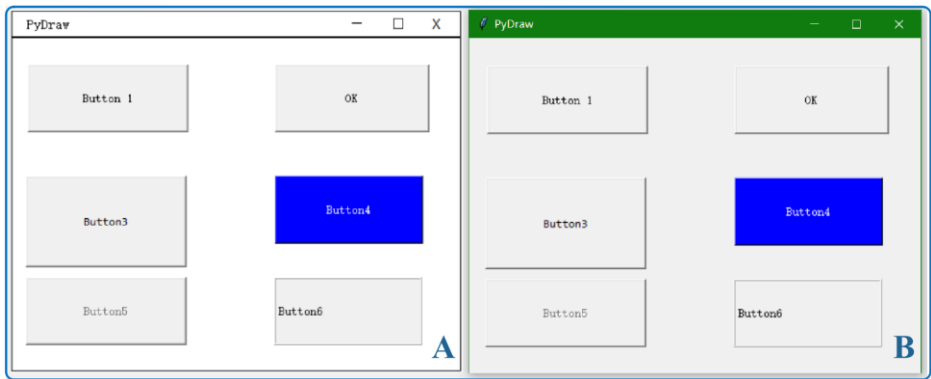 PyDraw
Button 1
OK
Button3
Button4
Button5
Button6
A
PyDraw
Button 1
OK
Button3
Button4
Button5
Button6
B